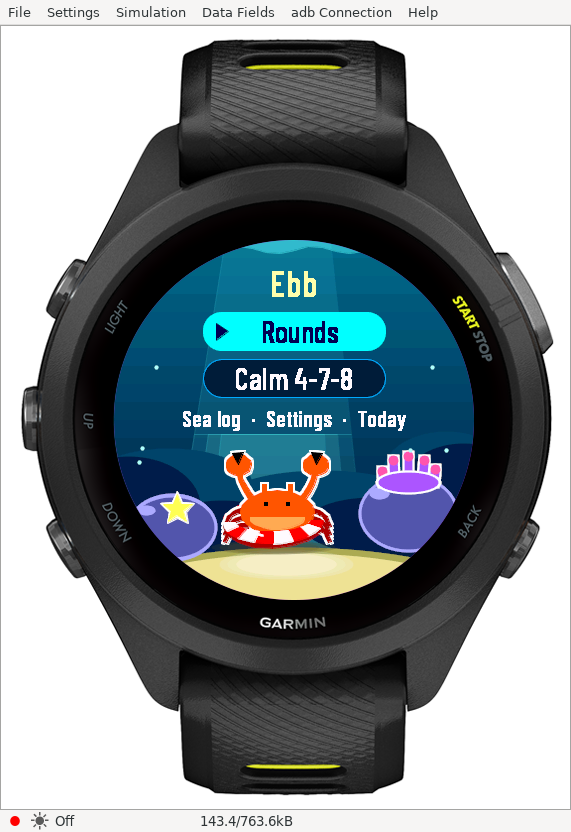 File Settings Simulation Data Fields adb Connection Help
LIGHT
START STOP
Ebb
Rounds
Calm 4-7-8
UP
Sea log · Settings · Today
DOWN
BACK
GARMIN
Off 143.4/763.6kB